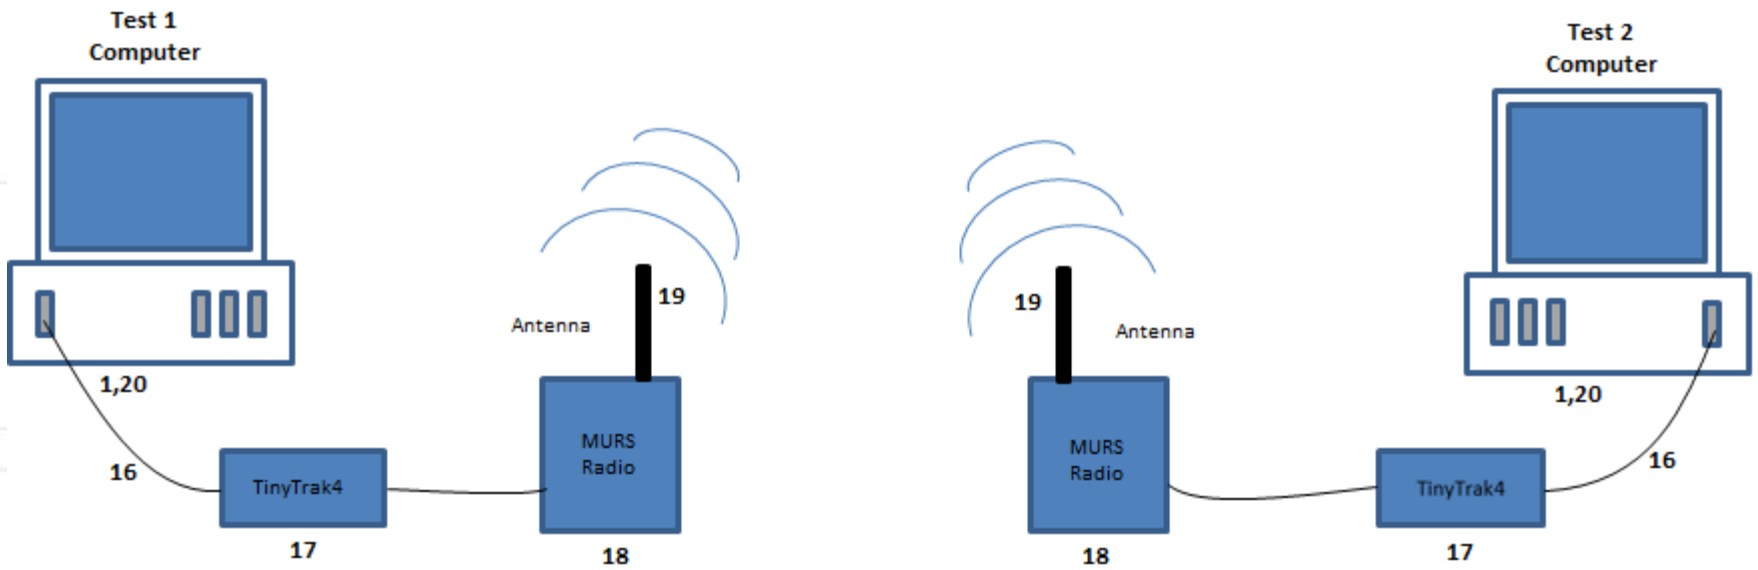 Test 1
Computer
Test 2
Computer
19
Antenna
19
Antenna
1,20
1,20
MURS
Radio
MURS
Radio
16
TinyTrak4
16
TinyTrak4
17
18
18
17